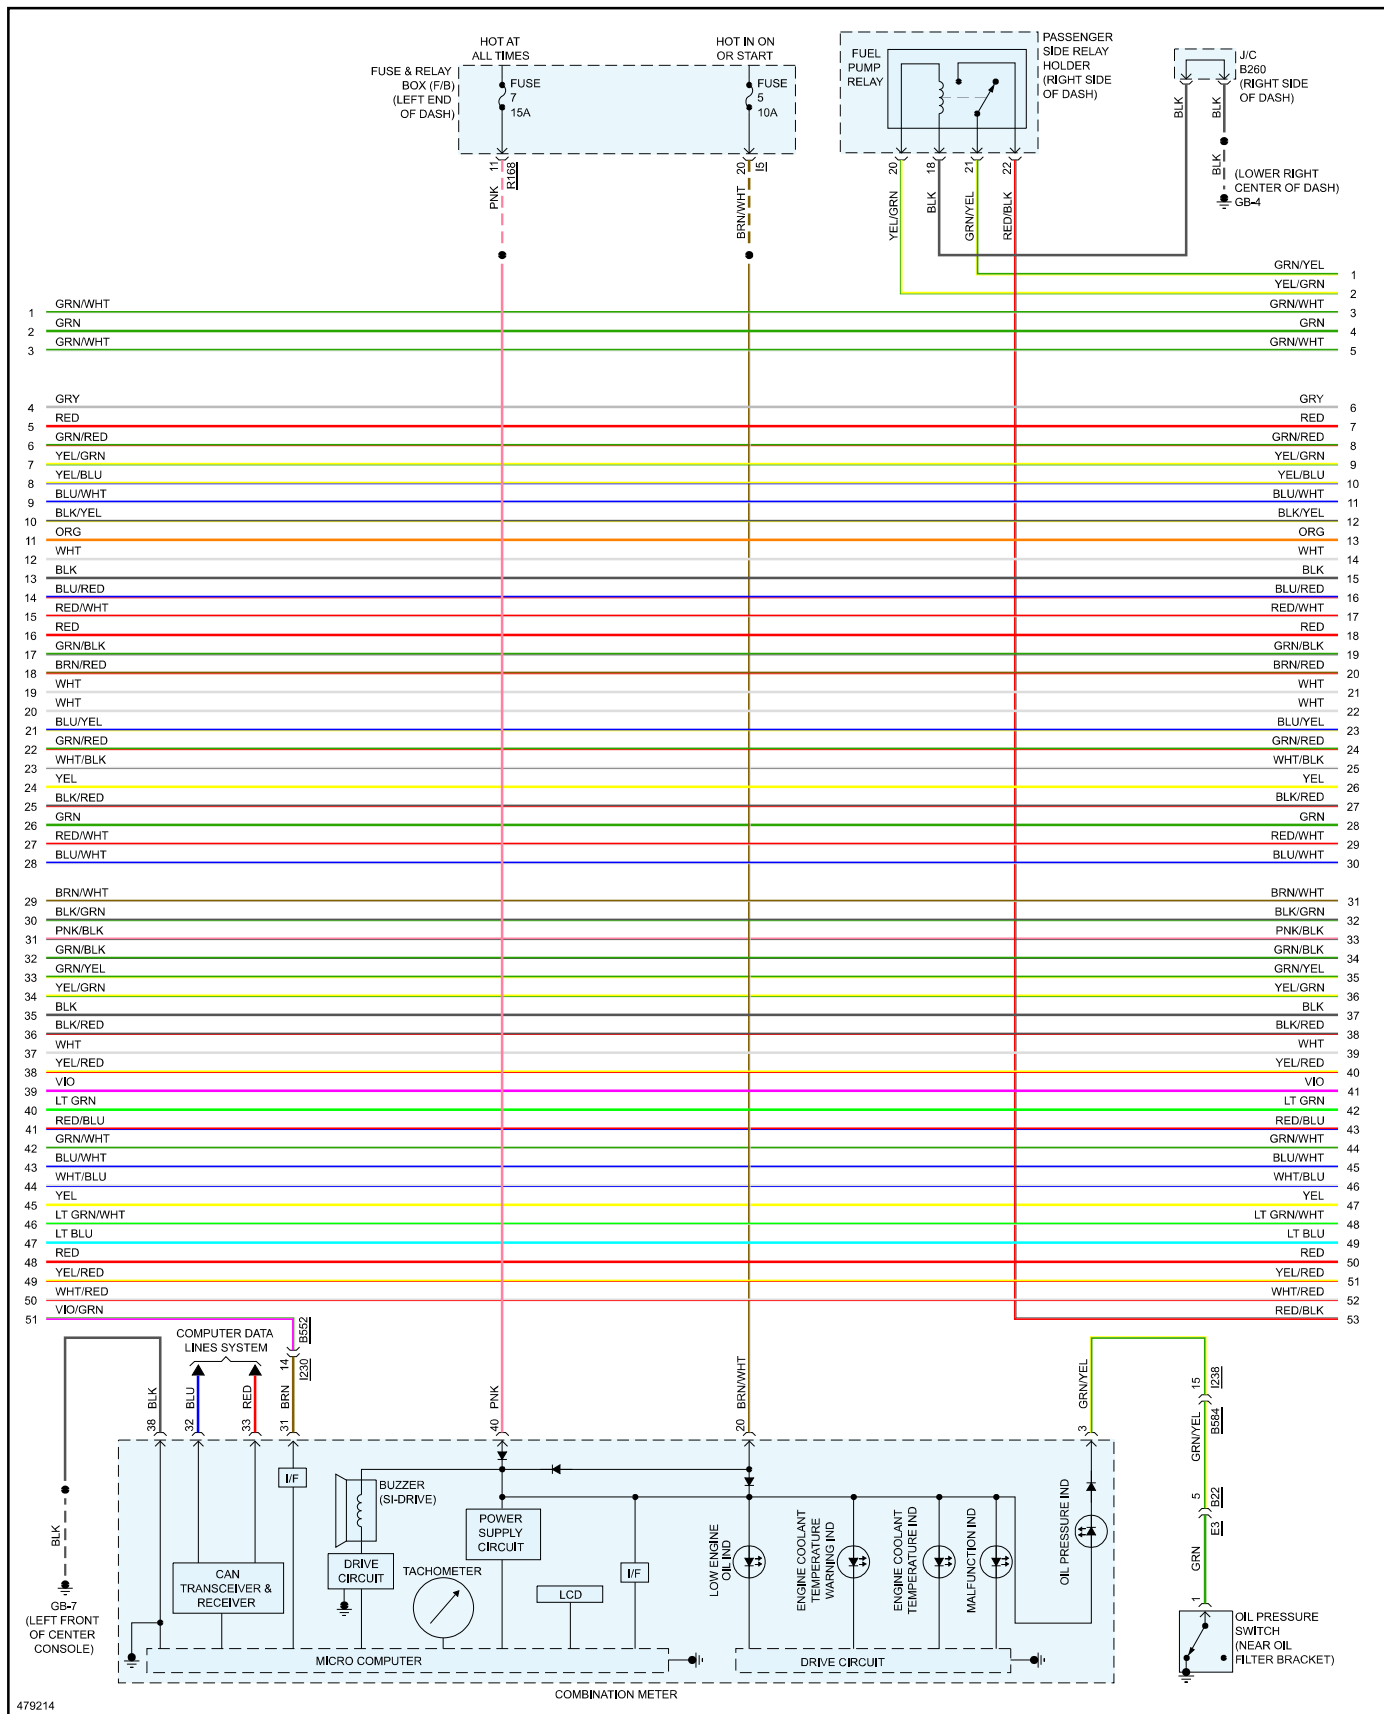 HOT AT
ALL TIMES
HOT IN ON
OR START
FUSE & RELAY
BOX (F/B)
(LEFT END
OF DASH)
FUSE
7
15A
FUSE
5
10A
FUEL
PUMP
RELAY
PASSENGER
SIDE RELAY
HOLDER
(RIGHT SIDE
OF DASH)
J/C
B260
(RIGHT SIDE
OF DASH)
BLK
BLK
BLK
(LOWER RIGHT
CENTER OF DASH)
GB-4
11
R168
PNK
20
I5
BRN/WHT
20
YEL/GRN
18
BLK
21
GRN/YEL
22
RED/BLK
GRN/YEL 1
YEL/GRN 2
1 GRN/WHT GRN/WHT 3
2 GRN GRN 4
3 GRN/WHT GRN/WHT 5
4 GRY GRY 6
5 RED RED 7
6 GRN/RED GRN/RED 8
7 YEL/GRN YEL/GRN 9
8 YEL/BLU YEL/BLU 10
9 BLU/WHT BLU/WHT 11
10 BLK/YEL BLK/YEL 12
11 ORG ORG 13
12 WHT WHT 14
13 BLK BLK 15
14 BLU/RED BLU/RED 16
15 RED/WHT RED/WHT 17
16 RED RED 18
17 GRN/BLK GRN/BLK 19
18 BRN/RED BRN/RED 20
19 WHT WHT 21
20 WHT WHT 22
21 BLU/YEL BLU/YEL 23
22 GRN/RED GRN/RED 24
23 WHT/BLK WHT/BLK 25
24 YEL YEL 26
25 BLK/RED BLK/RED 27
26 GRN GRN 28
27 RED/WHT RED/WHT 29
28 BLU/WHT BLU/WHT 30
29 BRN/WHT BRN/WHT 31
30 BLK/GRN BLK/GRN 32
31 PNK/BLK PNK/BLK 33
32 GRN/BLK GRN/BLK 34
33 GRN/YEL GRN/YEL 35
34 YEL/GRN YEL/GRN 36
35 BLK BLK 37
36 BLK/RED BLK/RED 38
37 WHT WHT 39
38 YEL/RED YEL/RED 40
39 VIO VIO 41
40 LT GRN LT GRN 42
41 RED/BLU RED/BLU 43
42 GRN/WHT GRN/WHT 44
43 BLU/WHT BLU/WHT 45
44 WHT/BLU WHT/BLU 46
45 YEL YEL 47
46 LT GRN/WHT LT GRN/WHT 48
47 LT BLU LT BLU 49
48 RED RED 50
49 YEL/RED YEL/RED 51
50 WHT/RED WHT/RED 52
51 VIO/GRN RED/BLK 53
COMPUTER DATA
LINES SYSTEM
B552
14
I230
38
BLK
32
BLU
33
RED
31
BRN
40
PNK
20
BRN/WHT
3
GRN/YEL
15
I238
GRN/YEL
B584
5
B22
E3
GRN
1
BLK
GB-7
(LEFT FRONT
OF CENTER
CONSOLE)
I/F
BUZZER
(SI-DRIVE)
POWER
SUPPLY
CIRCUIT
DRIVE
CIRCUIT
CAN
TRANSCEIVER &
RECEIVER
TACHOMETER
LCD
I/F
LOW ENGINE
OIL IND
ENGINE COOLANT
TEMPERATURE
WARNING IND
ENGINE COOLANT
TEMPERATURE IND
MALFUNCTION IND
OIL PRESSURE IND
OIL PRESSURE
SWITCH
(NEAR OIL
FILTER BRACKET)
MICRO COMPUTER
DRIVE CIRCUIT
COMBINATION METER
479214